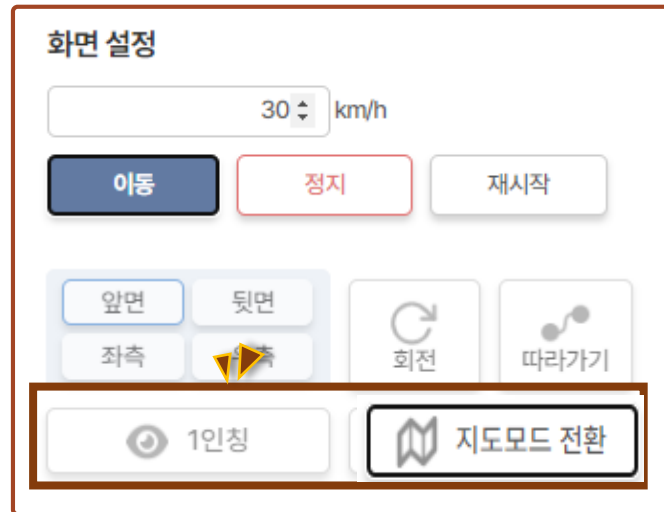 화면 설정
30 km/h
이동 정지 재시작
앞면 뒷면
좌측
회전 따라가기
1인칭 지도모드 전환